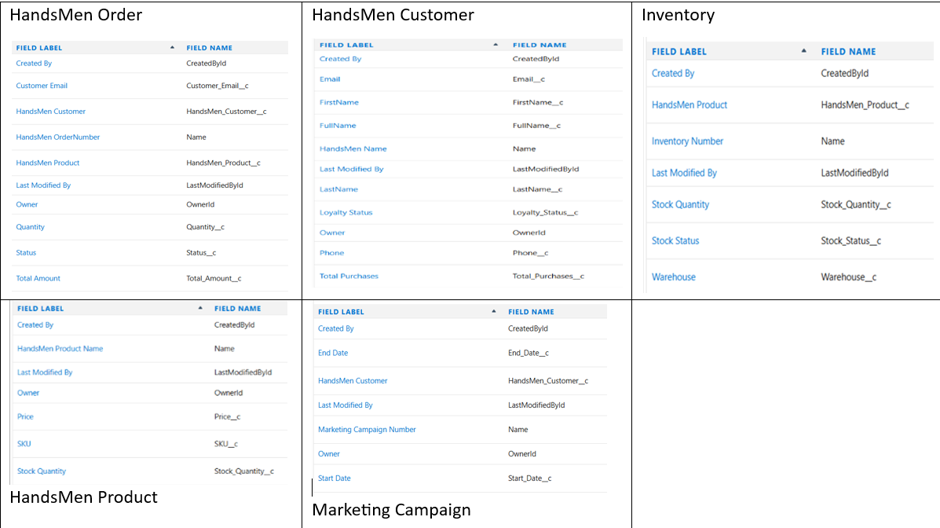 HandsMen Order
FIELD LABEL FIELD NAME
Created By CreatedById
Customer Email Customer_Email__c
HandsMen Customer HandsMen_Customer__c
HandsMen OrderNumber Name
HandsMen Product HandsMen_Product__c
Last Modified By LastModifiedById
Owner OwnerId
Quantity Quantity__c
Status Status__c
Total Amount Total_Amount__c
HandsMen Customer
FIELD LABEL FIELD NAME
Created By CreatedById
Email Email__c
FirstName FirstName__c
FullName FullName__c
HandsMen Name Name
Last Modified By LastModifiedById
LastName LastName__c
Loyalty Status Loyalty_Status__c
Owner OwnerId
Phone Phone__c
Total Purchases Total_Purchases__c
Inventory
FIELD LABEL FIELD NAME
Created By CreatedById
HandsMen Product HandsMen_Product__c
Inventory Number Name
Last Modified By LastModifiedById
Stock Quantity Stock_Quantity__c
Stock Status Stock_Status__c
Warehouse Warehouse__c
FIELD LABEL FIELD NAME
Created By CreatedById
HandsMen Product Name Name
Last Modified By LastModifiedById
Owner OwnerId
Price Price__c
SKU SKU__c
Stock Quantity Stock_Quantity__c
HandsMen Product
FIELD LABEL FIELD NAME
Created By CreatedById
End Date End_Date__c
HandsMen Customer HandsMen_Customer__c
Last Modified By LastModifiedById
Marketing Campaign Number Name
Owner OwnerId
Start Date Start_Date__c
Marketing Campaign